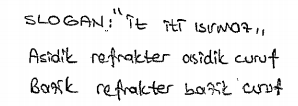 SLOGAN: "İt iti ısırmaz"
Asidik refrakter asidik curuf
Bazik refrakter bazik curuf